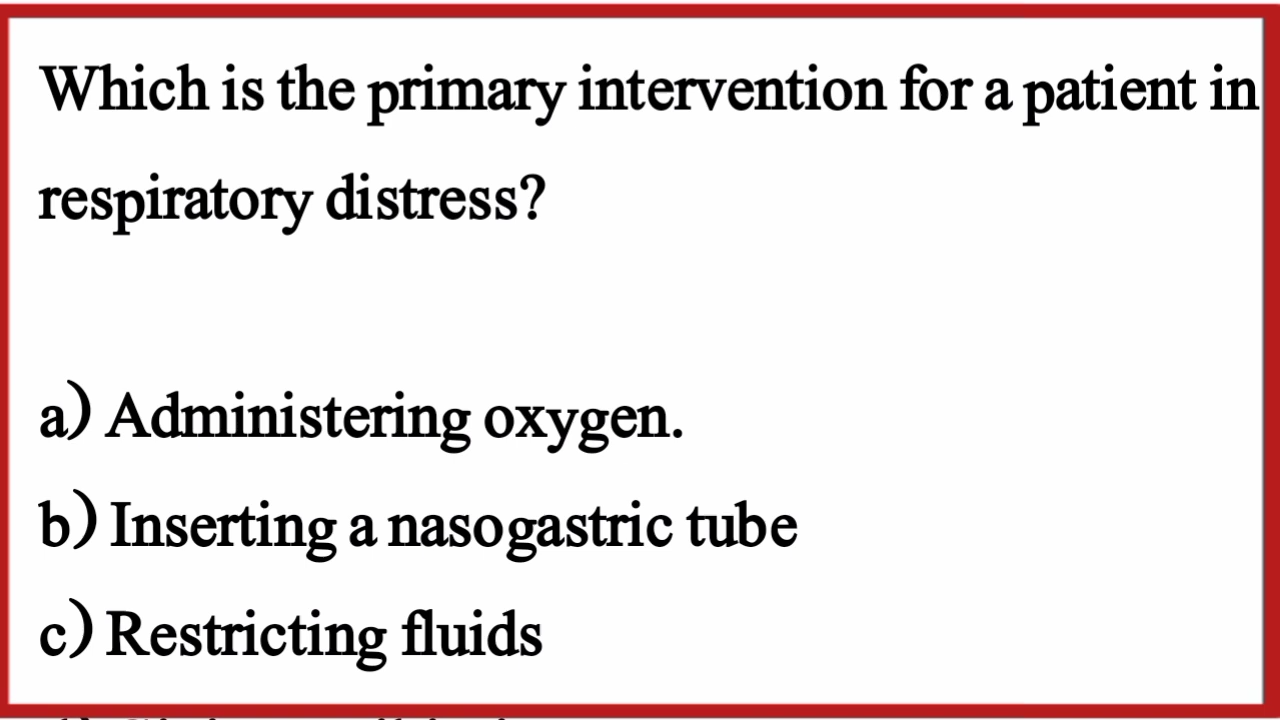 Which is the primary intervention for a patient in
respiratory distress?
a) Administering oxygen.
b) Inserting a nasogastric tube
c) Restricting fluids